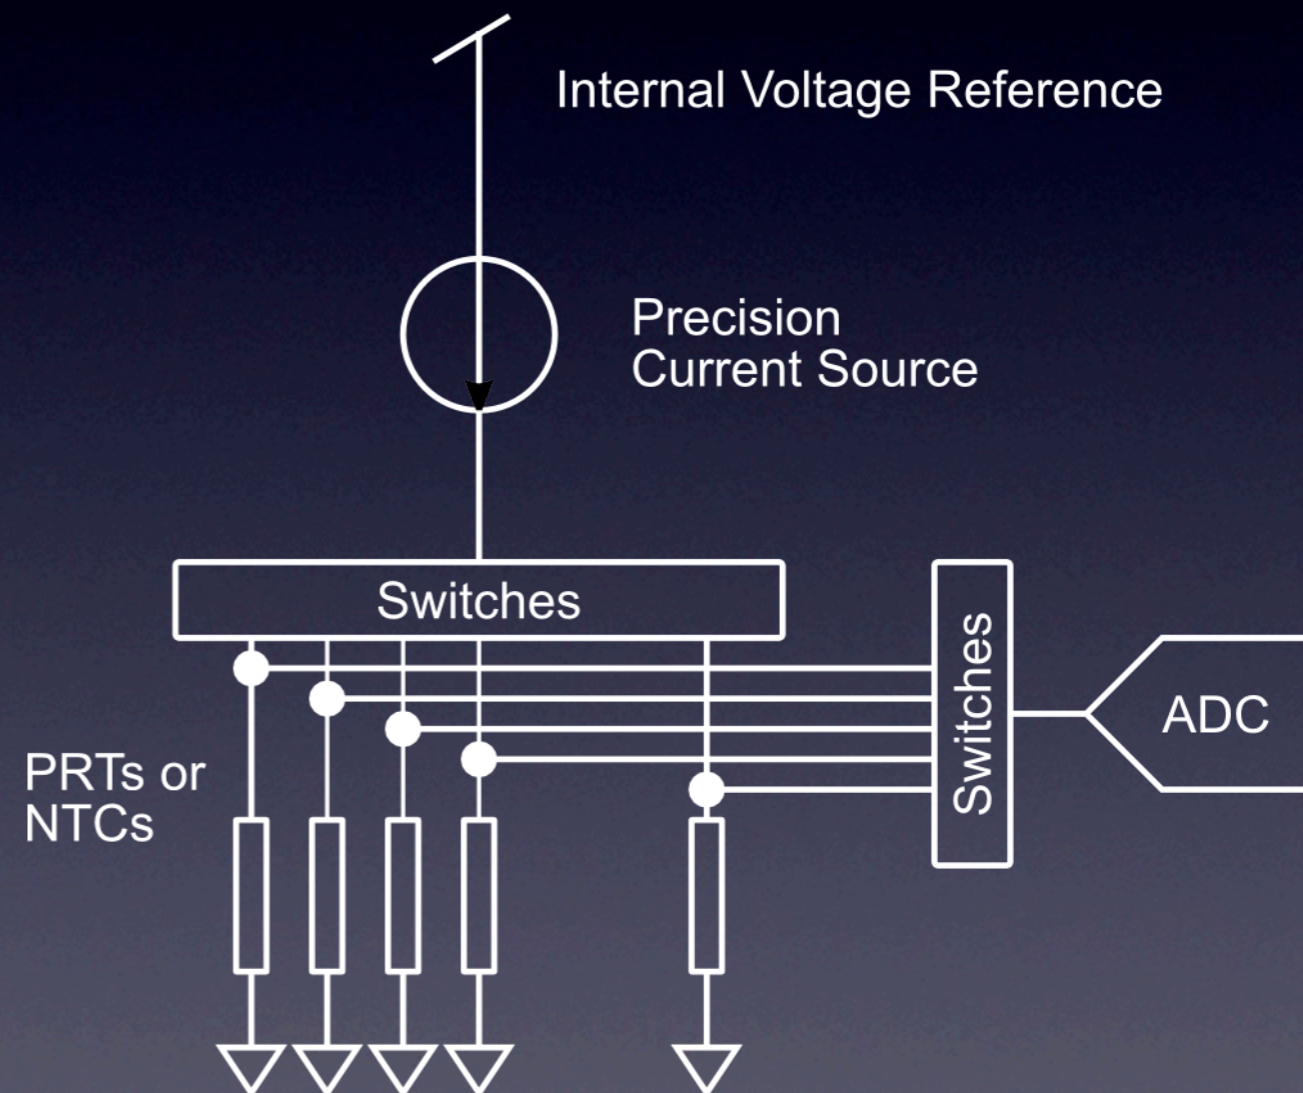 Internal Voltage Reference
Precision
Current Source
Switches
Switches
ADC
PRTs or
NTCs